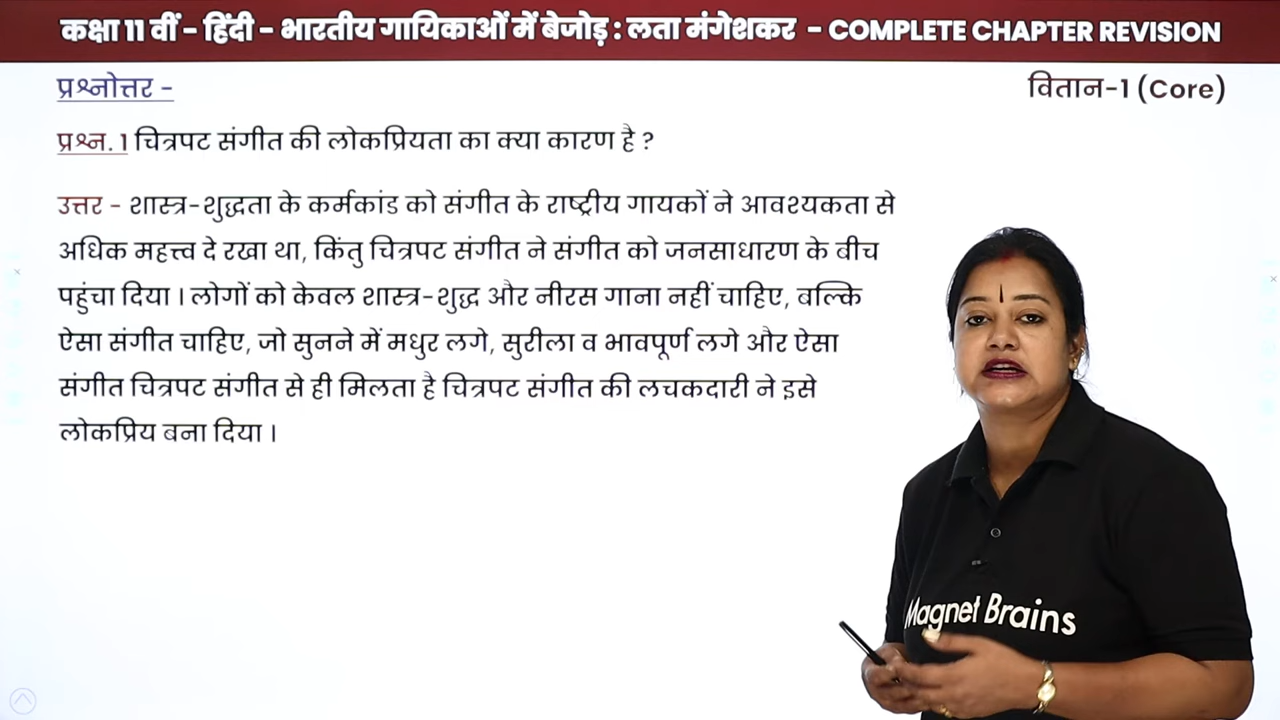 कक्षा 11 वीं - हिंदी - भारतीय गायिकाओं में बेजोड़ : लता मंगेशकर - COMPLETE CHAPTER REVISION
प्रश्नोत्तर -
वितान-1 (Core)
प्रश्न. 1 चित्रपट संगीत की लोकप्रियता का क्या कारण है ?
उत्तर - शास्त्र-शुद्धता के कर्मकांड को संगीत के राष्ट्रीय गायकों ने आवश्यकता से
अधिक महत्त्व दे रखा था, किंतु चित्रपट संगीत ने संगीत को जनसाधारण के बीच
पहुंचा दिया । लोगों को केवल शास्त्र-शुद्ध और नीरस गाना नहीं चाहिए, बल्कि
ऐसा संगीत चाहिए, जो सुनने में मधुर लगे, सुरीला व भावपूर्ण लगे और ऐसा
संगीत चित्रपट संगीत से ही मिलता है चित्रपट संगीत की लचकदारी ने इसे
लोकप्रिय बना दिया ।
Magnet Brains